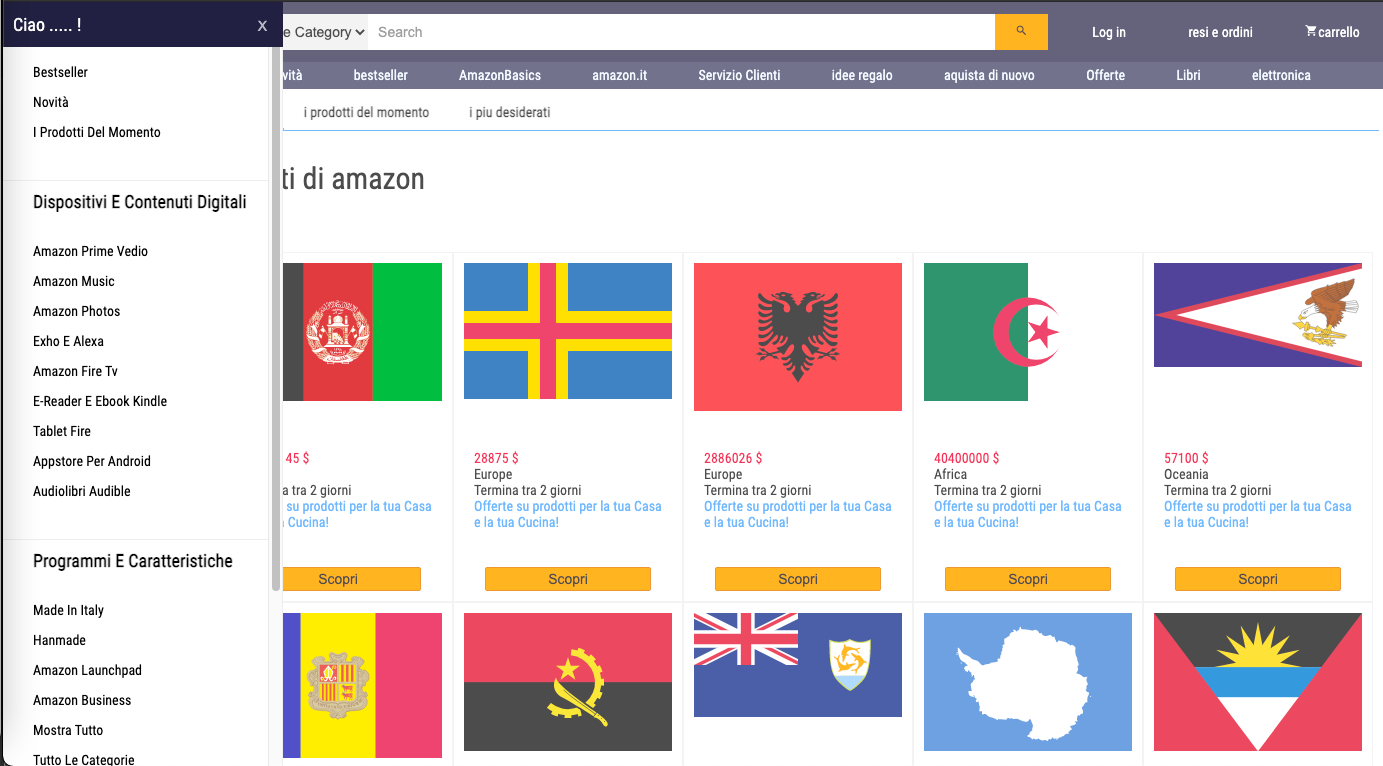 Ciao ..... !
X
Bestseller
Novità
I Prodotti Del Momento
Dispositivi E Contenuti Digitali
Amazon Prime Vedio
Amazon Music
Amazon Photos
Exho E Alexa
Amazon Fire Tv
E-Reader E Ebook Kindle
Tablet Fire
Appstore Per Android
Audiolibri Audible
Programmi E Caratteristiche
Made In Italy
Hanmade
Amazon Launchpad
Amazon Business
Mostra Tutto
Tutto Le Categorie
e Category Search Log in resi e ordini carrello
vità bestseller AmazonBasics amazon.it Servizio Clienti idee regalo aquista di nuovo Offerte Libri elettronica
i prodotti del momento i piu desiderati
ti di amazon
45 $
a tra 2 giorni
su prodotti per la tua Casa
Cucina!
Scopri
28875 $
Europe
Termina tra 2 giorni
Offerte su prodotti per la tua Casa
e la tua Cucina!
Scopri
2886026 $
Europe
Termina tra 2 giorni
Offerte su prodotti per la tua Casa
e la tua Cucina!
Scopri
40400000 $
Africa
Termina tra 2 giorni
Offerte su prodotti per la tua Casa
e la tua Cucina!
Scopri
57100 $
Oceania
Termina tra 2 giorni
Offerte su prodotti per la tua Casa
e la tua Cucina!
Scopri